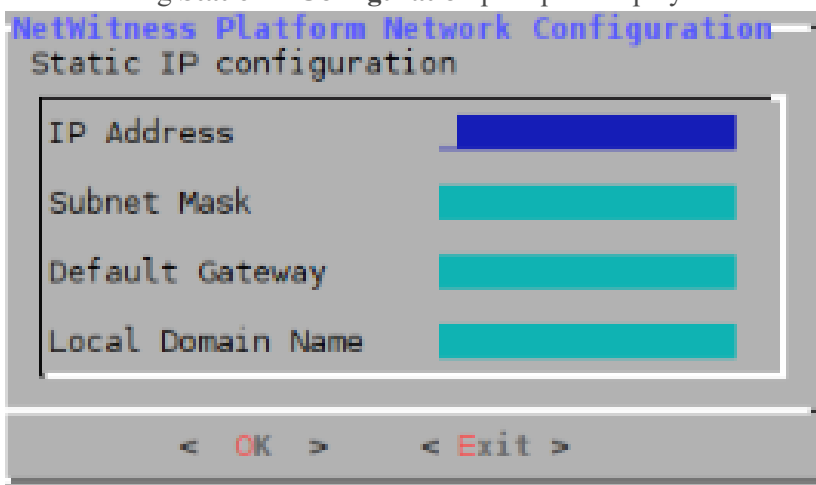 NetWitness Platform Network Configuration
Static IP configuration
IP Address
Subnet Mask
Default Gateway
Local Domain Name
< OK > < Exit >